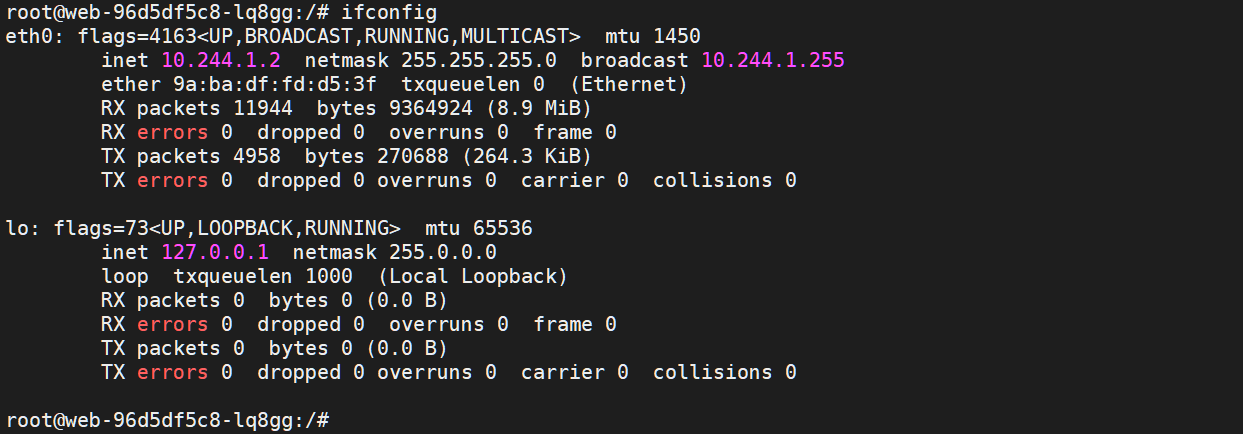 root@web-96d5df5c8-lq8gg:/# ifconfig
eth0: flags=4163<UP,BROADCAST,RUNNING,MULTICAST>  mtu 1450
        inet 10.244.1.2  netmask 255.255.255.0  broadcast 10.244.1.255
        ether 9a:ba:df:fd:d5:3f  txqueuelen 0  (Ethernet)
        RX packets 11944  bytes 9364924 (8.9 MiB)
        RX errors 0  dropped 0  overruns 0  frame 0
        TX packets 4958  bytes 270688 (264.3 KiB)
        TX errors 0  dropped 0 overruns 0  carrier 0  collisions 0

lo: flags=73<UP,LOOPBACK,RUNNING>  mtu 65536
        inet 127.0.0.1  netmask 255.0.0.0
        loop  txqueuelen 1000  (Local Loopback)
        RX packets 0  bytes 0 (0.0 B)
        RX errors 0  dropped 0  overruns 0  frame 0
        TX packets 0  bytes 0 (0.0 B)
        TX errors 0  dropped 0 overruns 0  carrier 0  collisions 0

root@web-96d5df5c8-lq8gg:/#